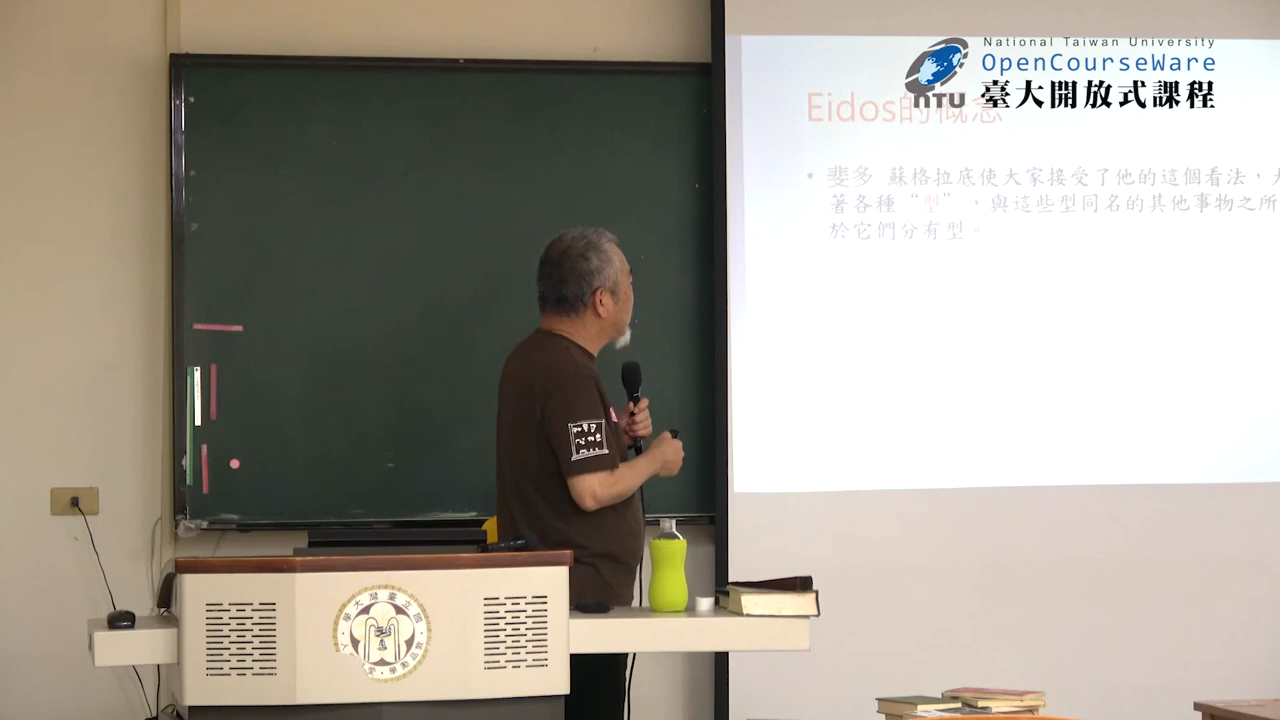 National Taiwan University
OpenCourseWare
NTU 臺大開放式課程
Eidos的概念
• 斐多 蘇格拉底使大家接受了他的這個看法，
著各種“型”，與這些型同名的其他事物之所
於它們分有型。